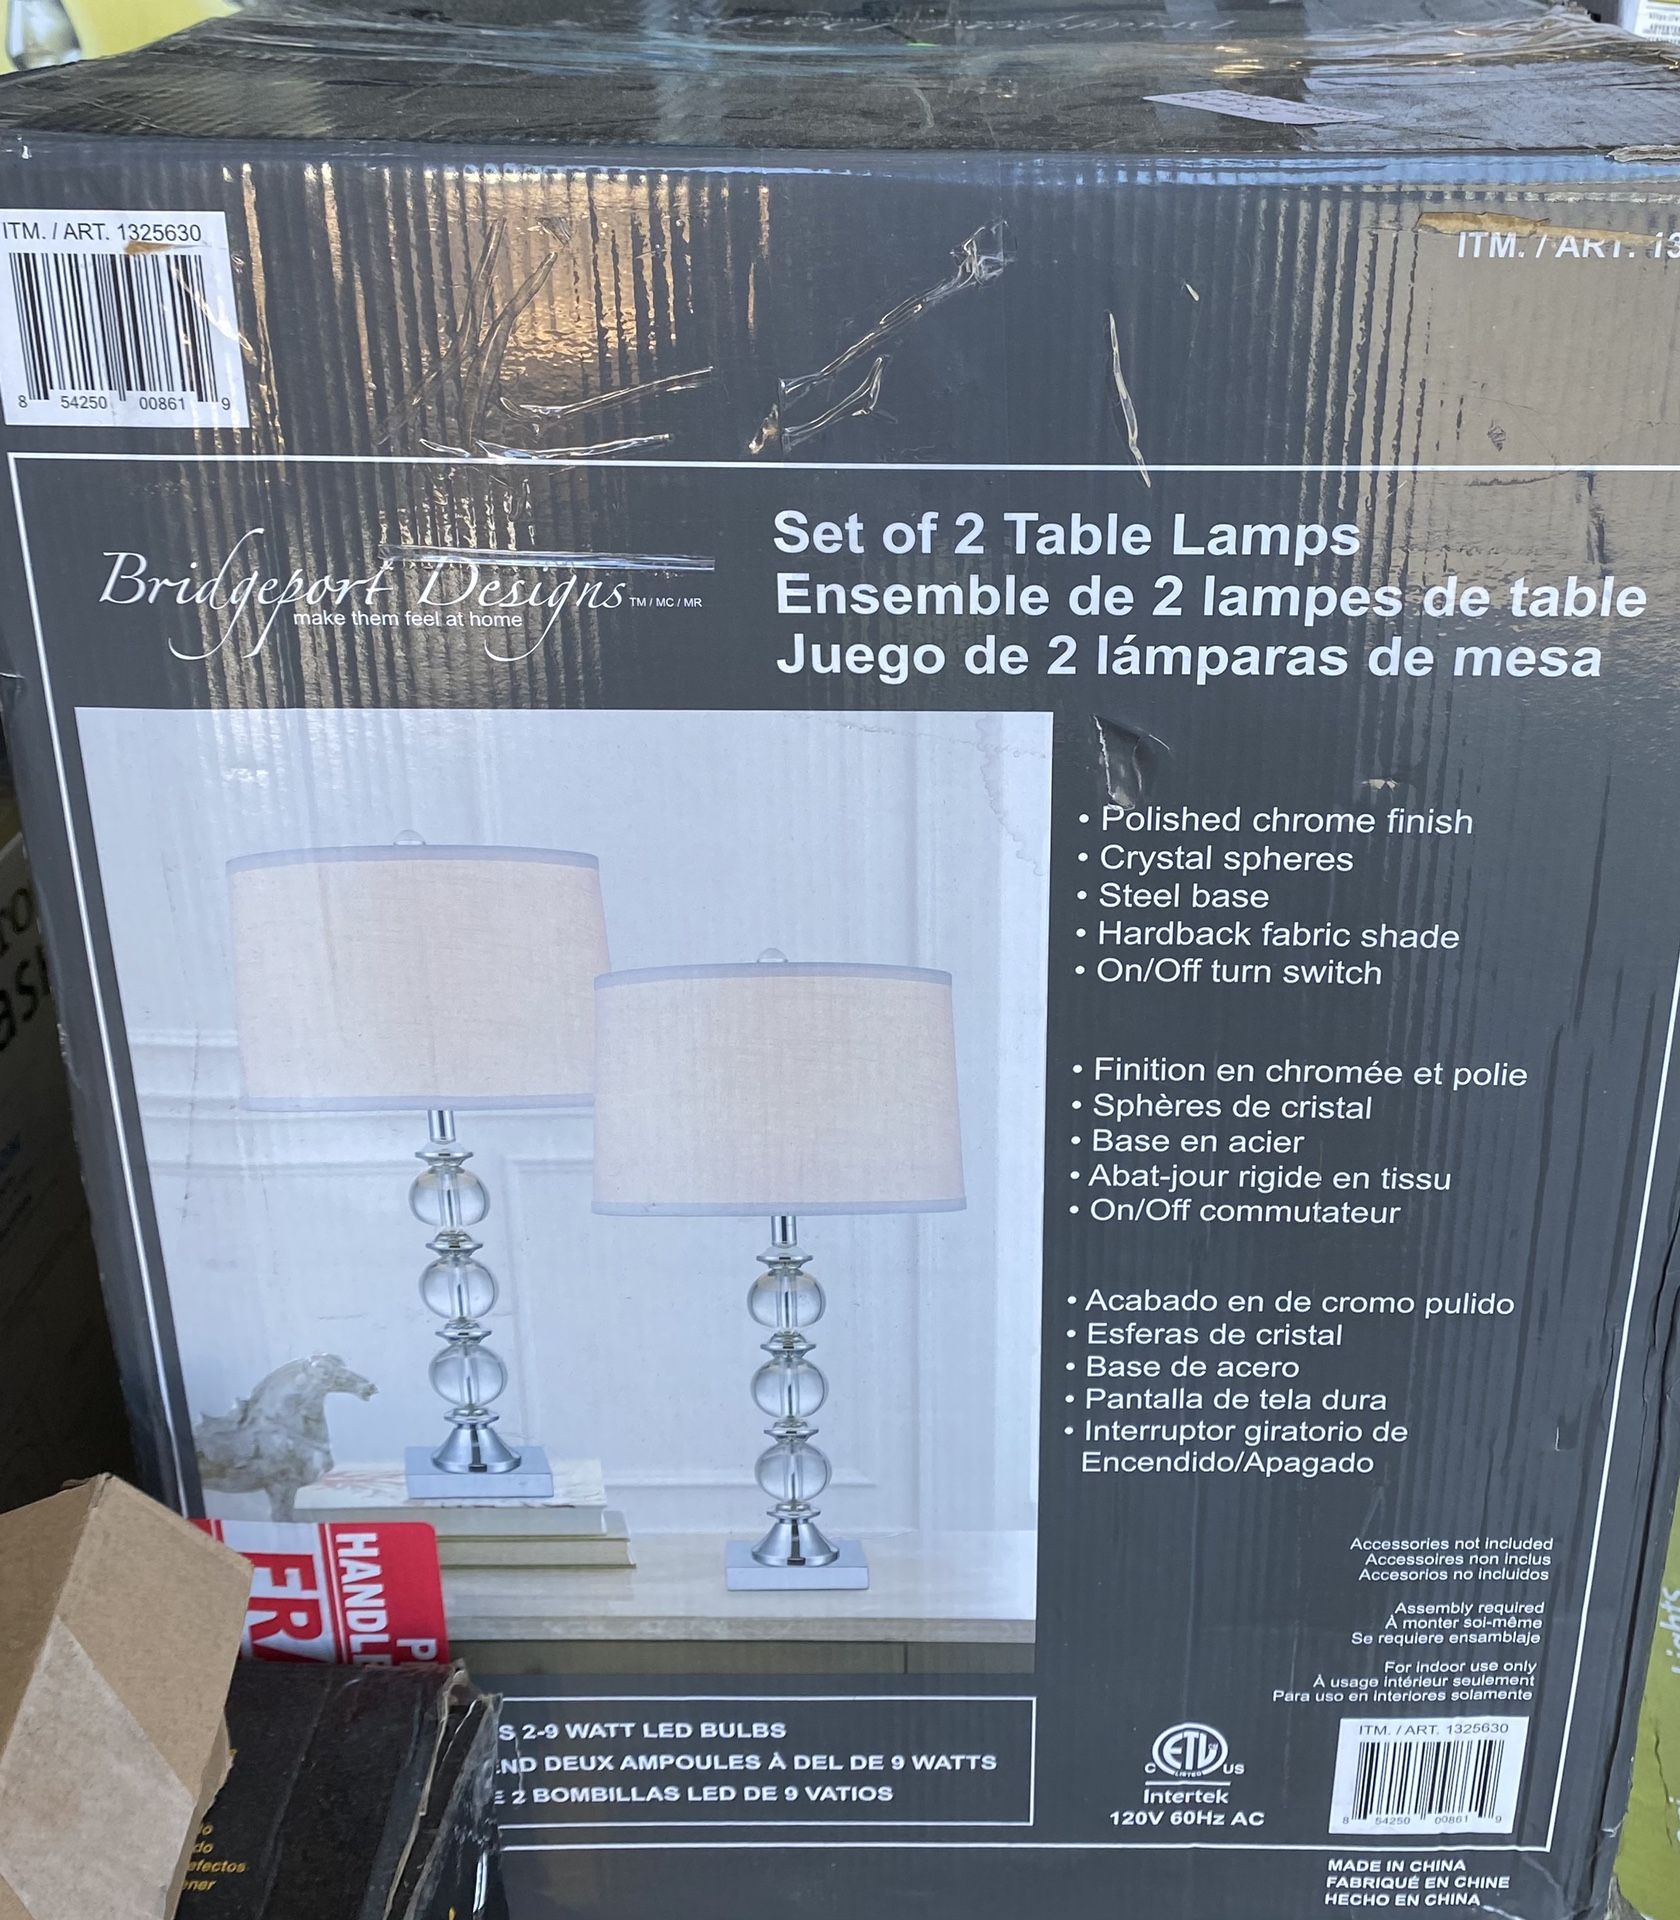 ITM. / ART. 1325630
8 54250 00861 9
ITM. / ART. 13
Bridgeport Designs TM / MC / MR
make them feel at home
Set of 2 Table Lamps
Ensemble de 2 lampes de table
Juego de 2 lámparas de mesa
• Polished chrome finish
• Crystal spheres
• Steel base
• Hardback fabric shade
• On/Off turn switch
• Finition en chromée et polie
• Sphères de cristal
• Base en acier
• Abat-jour rigide en tissu
• On/Off commutateur
• Acabado en de cromo pulido
• Esferas de cristal
• Base de acero
• Pantalla de tela dura
• Interruptor giratorio de
Encendido/Apagado
Accessories not included
Accessoires non inclus
Accesorios no incluidos
Assembly required
À monter soi-même
Se requiere ensamblaje
For indoor use only
À usage intérieur seulement
Para uso en interiores solamente
HANDLE
FRA
S 2-9 WATT LED BULBS
END DEUX AMPOULES À DEL DE 9 WATTS
E 2 BOMBILLAS LED DE 9 VATIOS
C ETL LISTED US
Intertek
120V 60Hz AC
ITM. / ART. 1325630
8 54250 00861 9
MADE IN CHINA
FABRIQUÉ EN CHINE
HECHO EN CHINA